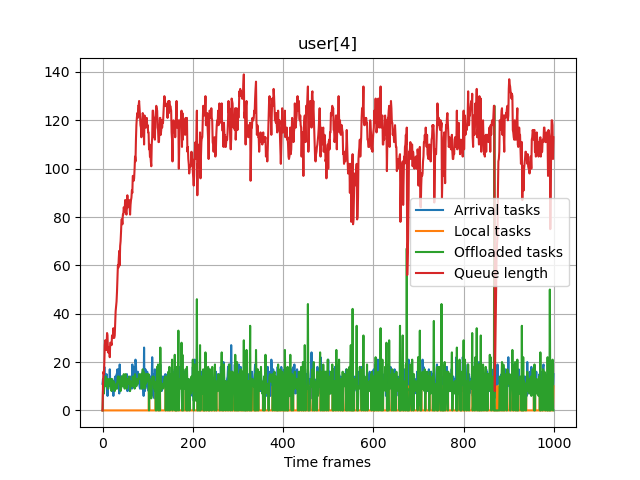 user[4]
140
120
100
80
60
40
20
0
Arrival tasks
Local tasks
Offloaded tasks
Queue length
0 200 400 600 800 1000
Time frames